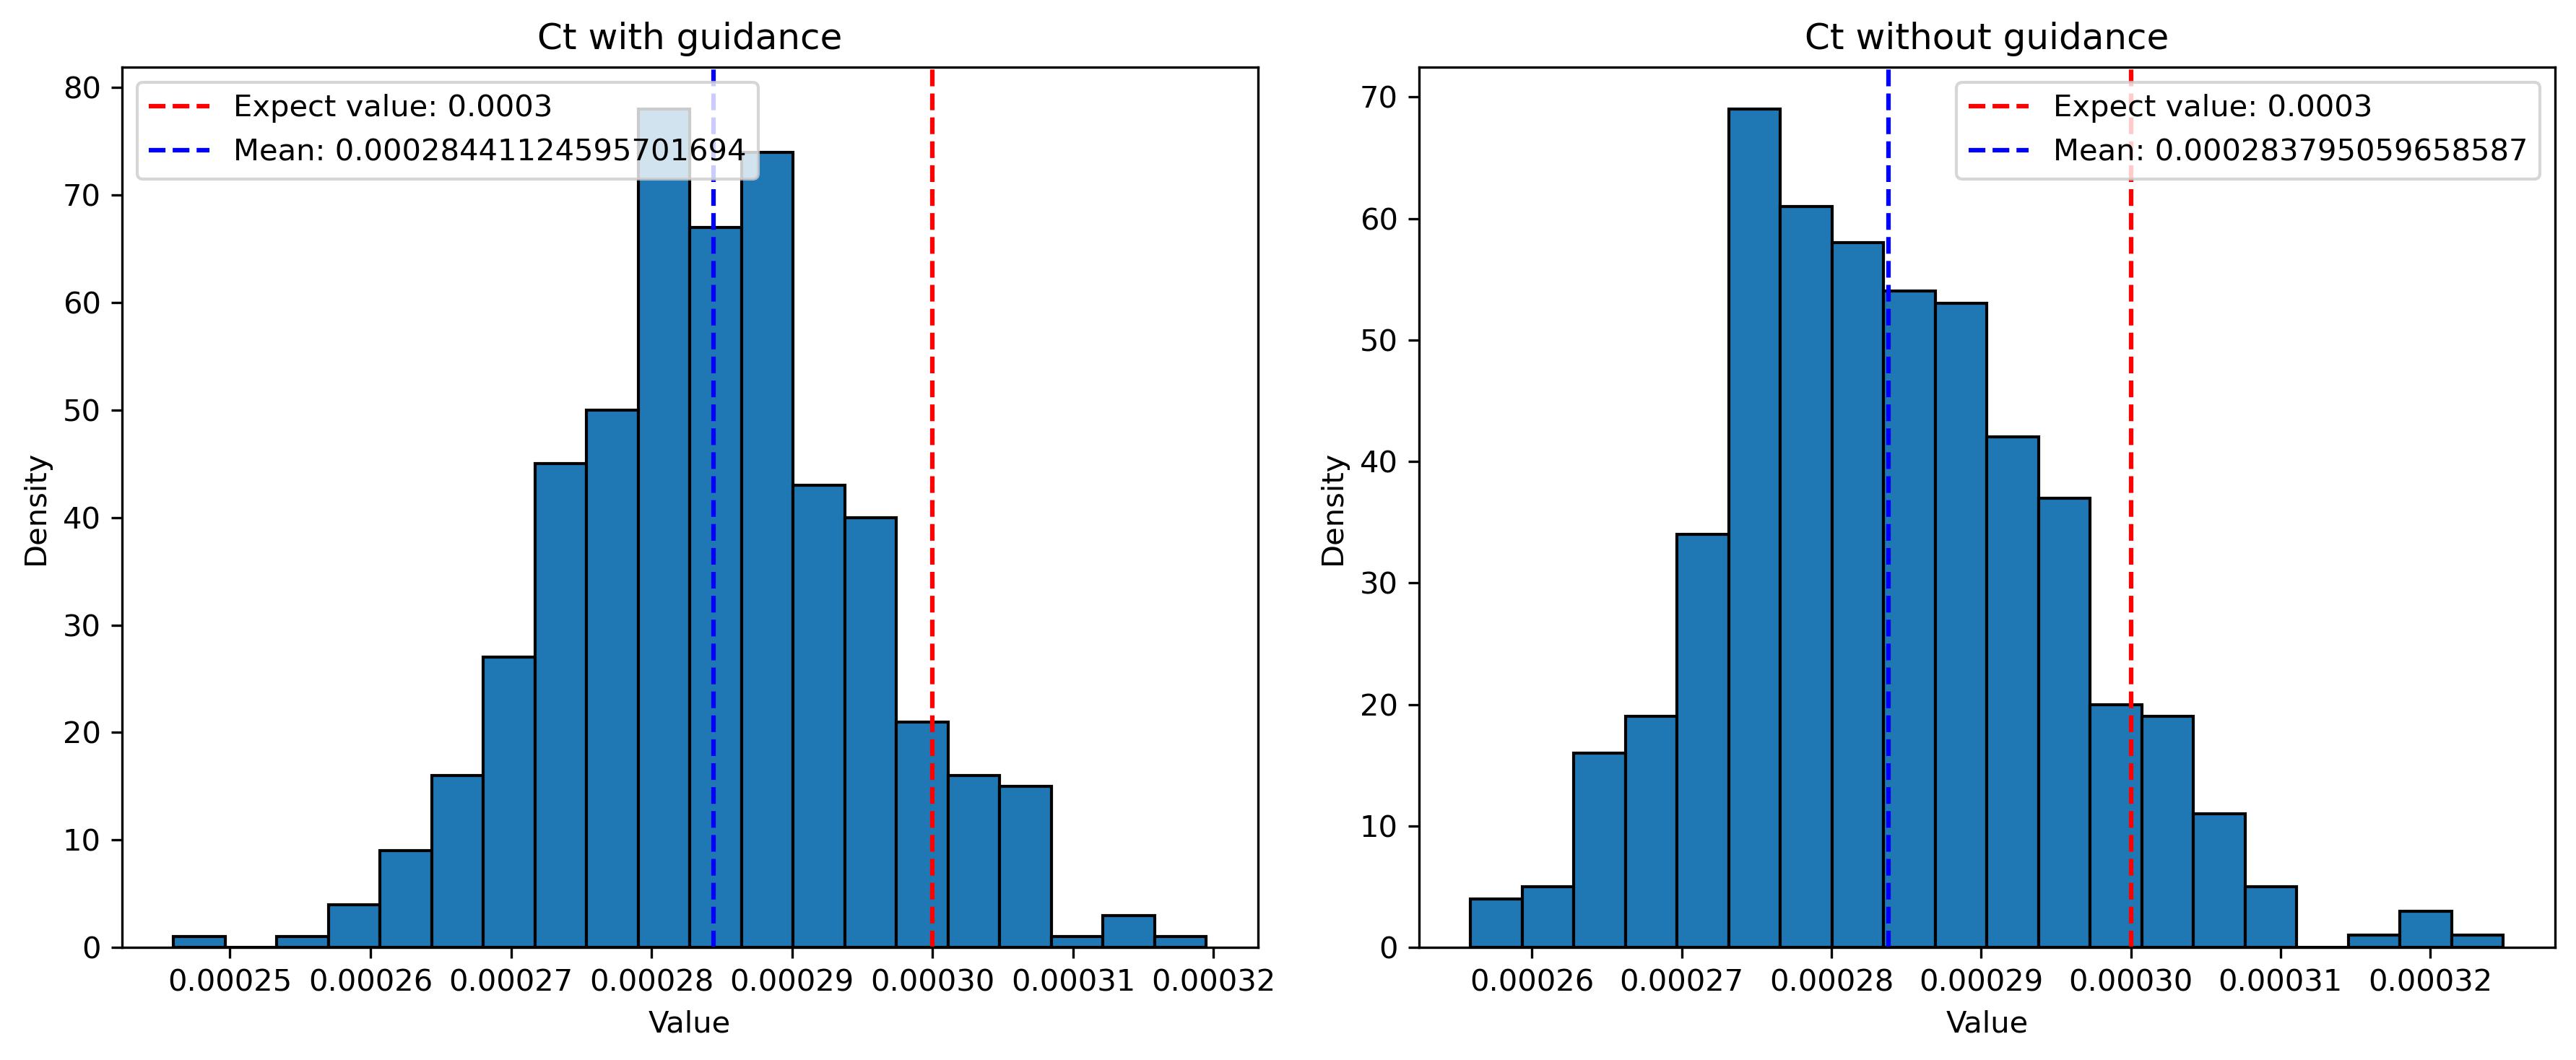 Ct with guidance
Expect value: 0.0003
Mean: 0.00028441124595701694
Density
80
70
60
50
40
30
20
10
0
0.00025 0.00026 0.00027 0.00028 0.00029 0.00030 0.00031 0.00032
Value
Ct without guidance
Expect value: 0.0003
Mean: 0.000283795059658587
Density
70
60
50
40
30
20
10
0
0.00026 0.00027 0.00028 0.00029 0.00030 0.00031 0.00032
Value